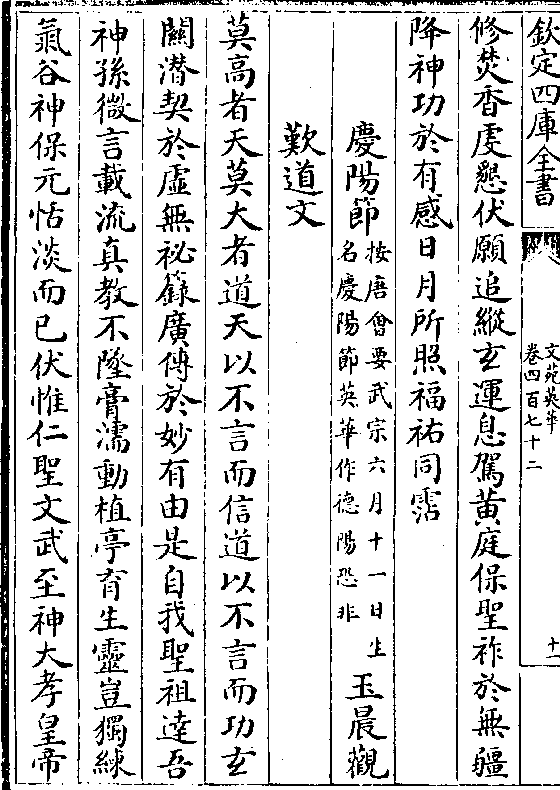 欽定四庫全書
文苑英華
卷四百七十二
十一
修焚香虔懇伏願追縱玄運息駕黃庭保聖祚於無疆
降神功於有感日月所照福祐同霑
慶陽節按唐會要武宗六月十一日生
名慶陽節英華作德陽恐非
玉晨觀
歎道文
莫高者天莫大者道天以不言而信道以不言而功玄
關潜契於虛無祕籙廣傳於妙有由是自我聖祖逹吾
神孫微言載流真教不墜膏濡動植亭育生靈豈獨練
氣谷神保元恬淡而已伏惟仁聖文武至神大孝皇帝